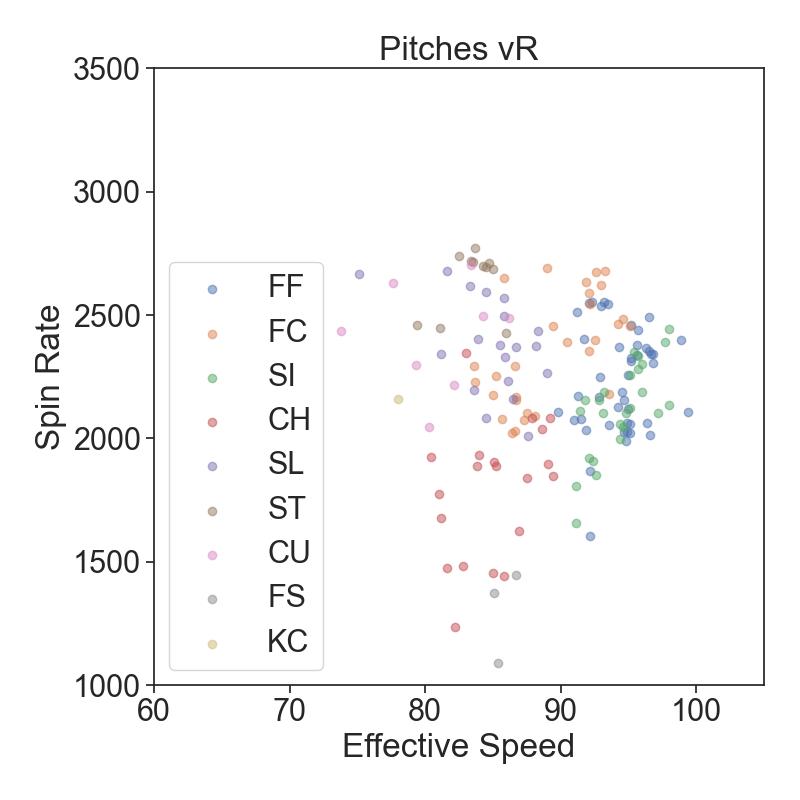 Pitches vR
3500
3000
2500
2000
1500
1000
Spin Rate
FF
FC
SI
CH
SL
ST
CU
FS
KC
60
70
80
90
100
Effective Speed